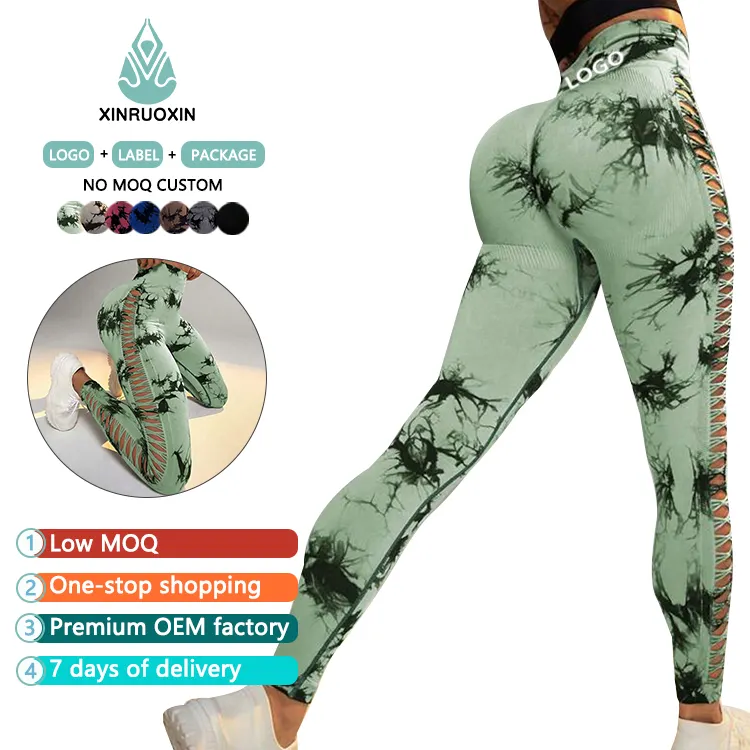 LOGO
XINRUOXIN
LOGO + LABEL + PACKAGE
NO MOQ CUSTOM
1 Low MOQ
2 One-stop shopping
3 Premium OEM factory
4 7 days of delivery